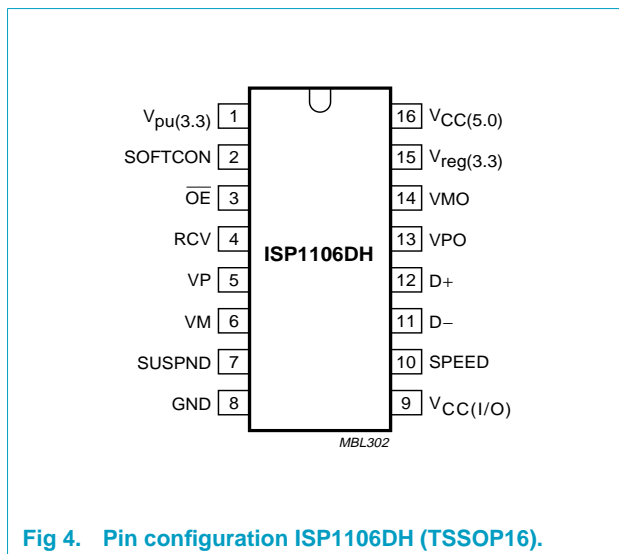 Vpu(3.3) 1 16 VCC(5.0)
SOFTCON 2 15 Vreg(3.3)
O̅E̅ 3 14 VMO
RCV 4 13 VPO
ISP1106DH
VP 5 12 D+
VM 6 11 D−
SUSPND 7 10 SPEED
GND 8 9 VCC(I/O)
MBL302
Fig 4. Pin configuration ISP1106DH (TSSOP16).